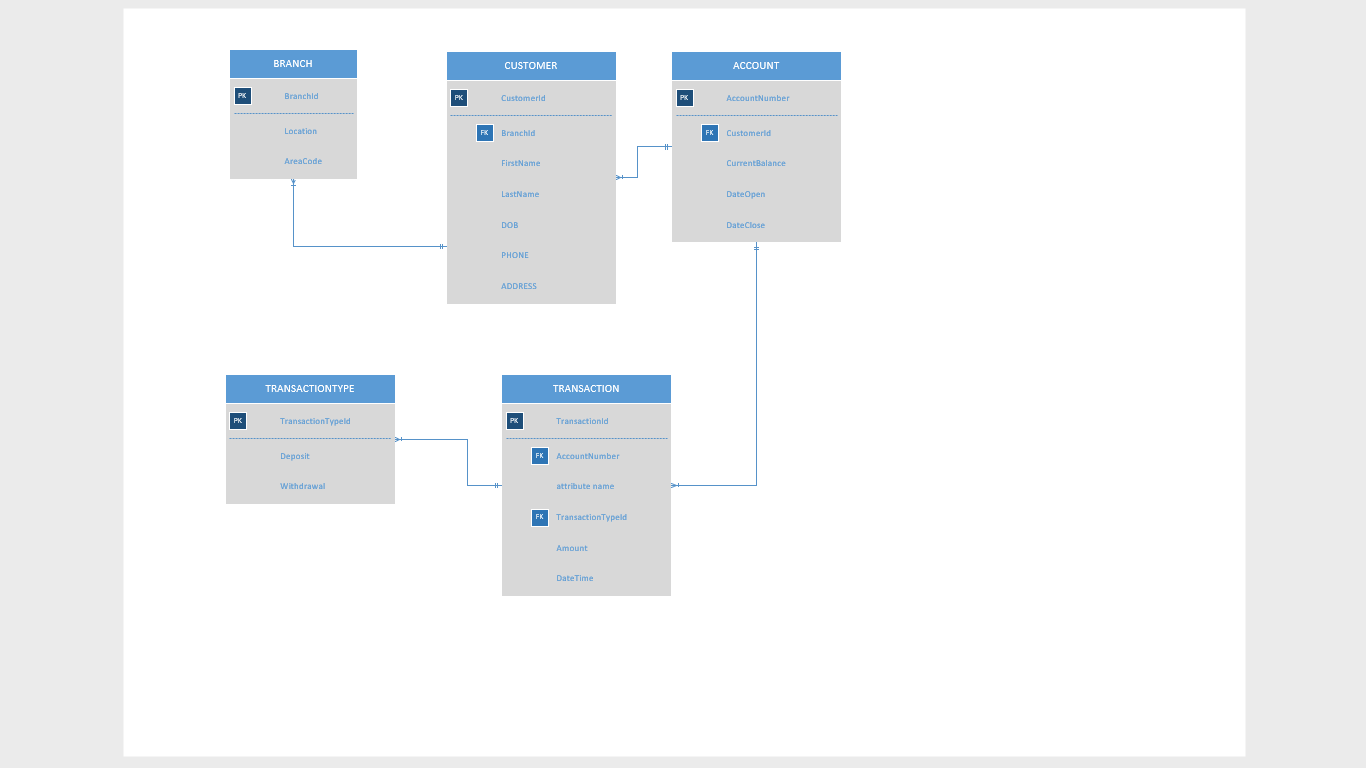 BRANCH
PK BranchId
Location
AreaCode
CUSTOMER
PK CustomerId
FK BranchId
FirstName
LastName
DOB
PHONE
ADDRESS
ACCOUNT
PK AccountNumber
FK CustomerId
CurrentBalance
DateOpen
DateClose
TRANSACTIONTYPE
PK TransactionTypeId
Deposit
Withdrawal
TRANSACTION
PK TransactionId
FK AccountNumber
attribute name
FK TransactionTypeId
Amount
DateTime